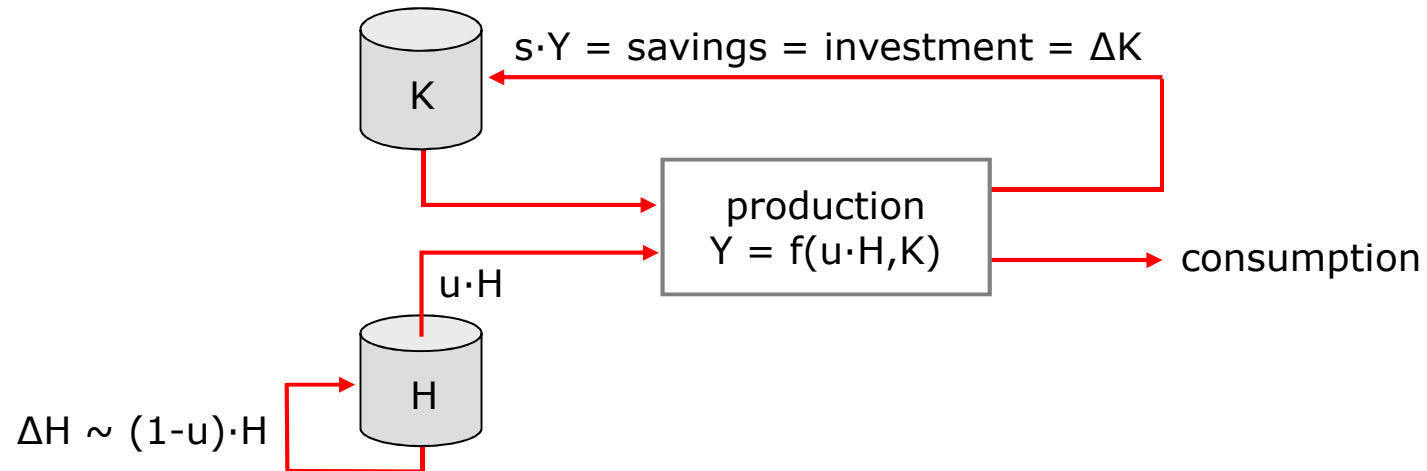 s·Y = savings = investment = ΔK
K
production
Y = f(u·H,K)
consumption
u·H
H
ΔH ~ (1-u)·H